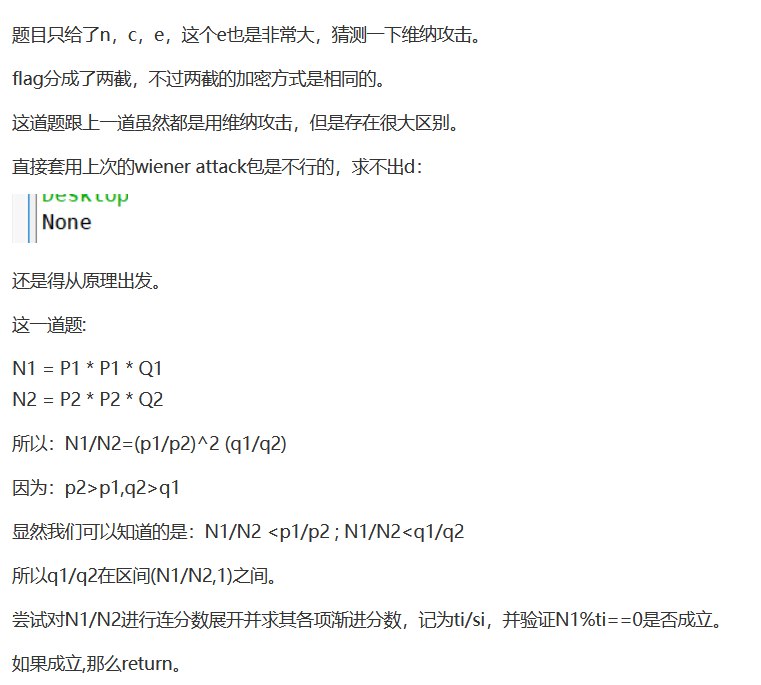 题目只给了n，c，e，这个e也是非常大，猜测一下维纳攻击。
flag分成了两截，不过两截的加密方式是相同的。
这道题跟上一道虽然都是用维纳攻击，但是存在很大区别。
直接套用上次的wiener attack包是不行的，求不出d：
Desktop
None
还是得从原理出发。
这一道题:
N1 = P1 * P1 * Q1
N2 = P2 * P2 * Q2
所以：N1/N2=(p1/p2)^2 (q1/q2)
因为：p2>p1,q2>q1
显然我们可以知道的是：N1/N2 <p1/p2 ; N1/N2<q1/q2
所以q1/q2在区间(N1/N2,1)之间。
尝试对N1/N2进行连分数展开并求其各项渐进分数，记为ti/si，并验证N1%ti==0是否成立。
如果成立,那么return。